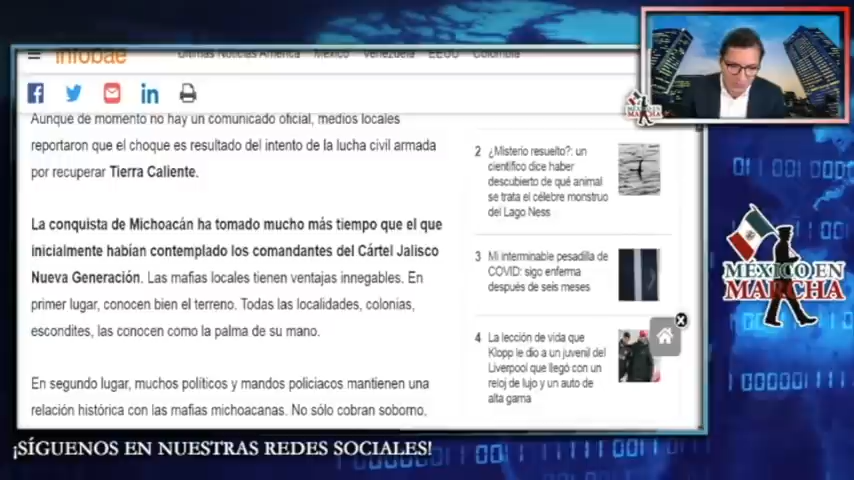 infobae
Últimas Noticias América México Venezuela EEUU Colombia
Aunque de momento no hay un comunicado oficial, medios locales
reportaron que el choque es resultado del intento de la lucha civil armada
por recuperar Tierra Caliente.
La conquista de Michoacán ha tomado mucho más tiempo que el que
inicialmente habían contemplado los comandantes del Cártel Jalisco
Nueva Generación. Las mafias locales tienen ventajas innegables. En
primer lugar, conocen bien el terreno. Todas las localidades, colonias,
escondites, las conocen como la palma de su mano.
En segundo lugar, muchos políticos y mandos policiacos mantienen una
relación histórica con las mafias michoacanas. No sólo cobran soborno,
2 ¿Misterio resuelto?: un
científico dice haber
descubierto de qué animal
se trata el célebre monstruo
del Lago Ness
3 Mi interminable pesadilla de
COVID: sigo enferma
después de seis meses
4 La lección de vida que
Klopp le dio a un juvenil del
Liverpool que llegó con un
reloj de lujo y un auto de
alta gama
MÉXICO EN
MARCHA
MÉXICO EN
MARCHA
¡SÍGUENOS EN NUESTRAS REDES SOCIALES!